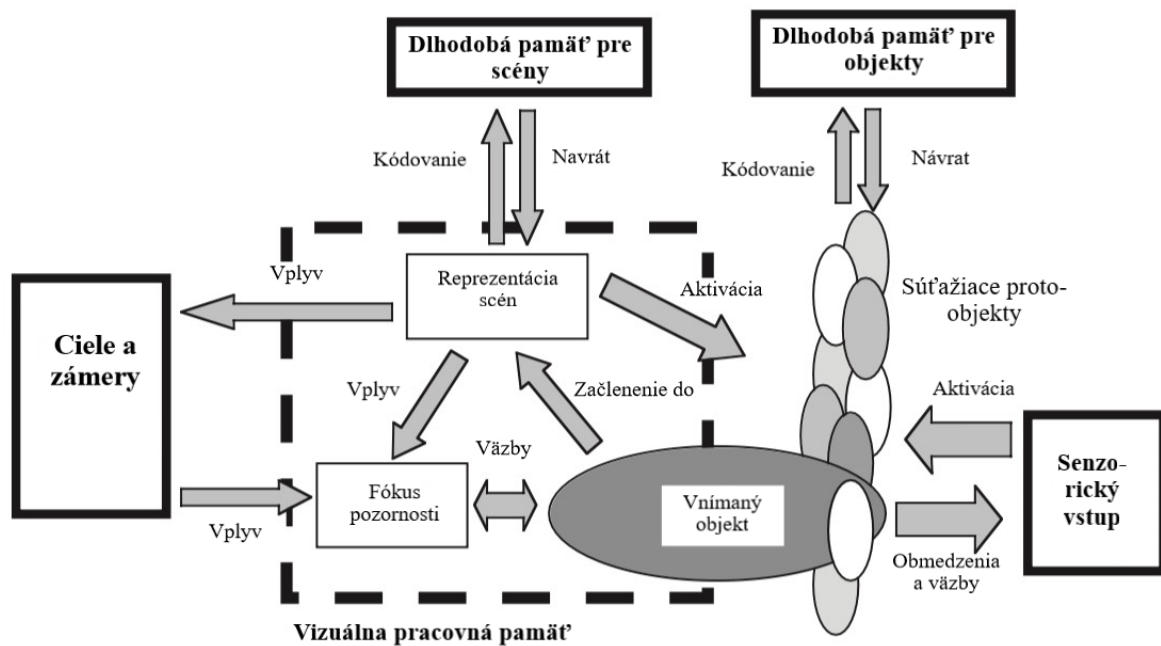 Dlhodobá pamäť pre
scény
Dlhodobá pamäť pre
objekty
Kódovanie
Navrát
Kódovanie
Návrat
Vplyv
Reprezentácia
scén
Aktivácia
Súťažiace proto-
objekty
Ciele a
zámery
Vplyv
Začlenenie do
Aktivácia
Väzby
Fókus
pozornosti
Vnímaný
objekt
Senzo-
rický
vstup
Vplyv
Obmedzenia
a väzby
Vizuálna pracovná pamäť